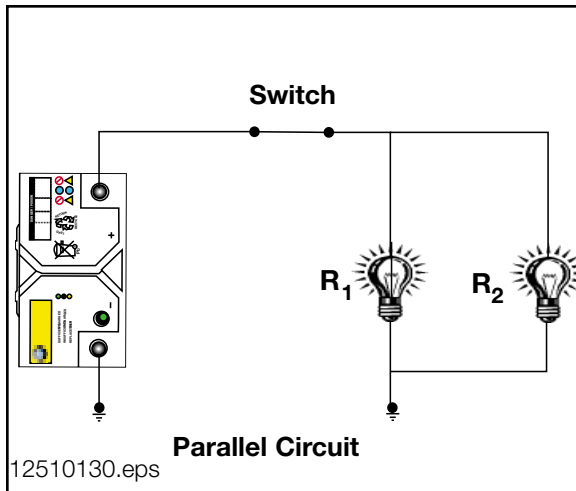 Switch
+
R1
R2
-
Parallel Circuit
12510130.eps